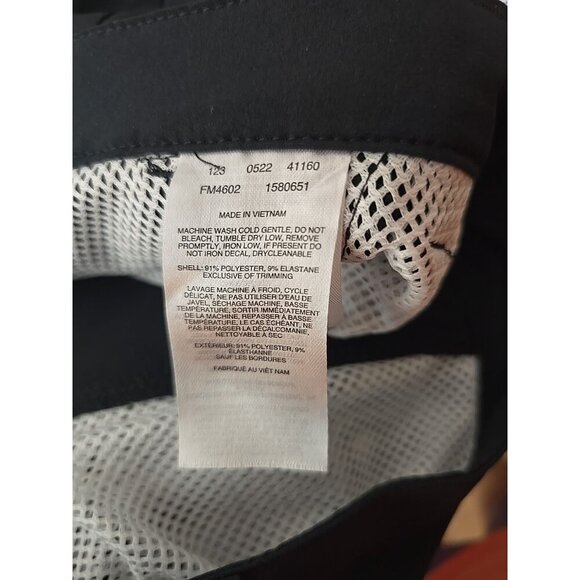 123 0522 41160
FM4602 1580651
MADE IN VIETNAM
MACHINE WASH COLD GENTLE, DO NOT
BLEACH, TUMBLE DRY LOW, REMOVE
PROMPTLY, IRON LOW, IF PRESENT DO
NOT IRON DECAL, DRYCLEANABLE
SHELL: 91% POLYESTER, 9% ELASTANE
EXCLUSIVE OF TRIMMING
LAVAGE MACHINE À FROID, CYCLE
DÉLICAT, NE PAS UTILISER D'EAU DE
JAVEL, SÉCHAGE MACHINE, BASSE
TEMPÉRATURE, SORTIR IMMÉDIATEMENT
DE LA MACHINE, REPASSER À BASSE
TEMPÉRATURE, LE CAS ÉCHÉANT, NE
PAS REPASSER LA DÉCALCOMANIE
NETTOYABLE À SEC
EXTÉRIEUR: 91% POLYESTER, 9%
ÉLASTHANNE
SAUF LES BORDURES
FABRIQUÉ AU VIÊT NAM